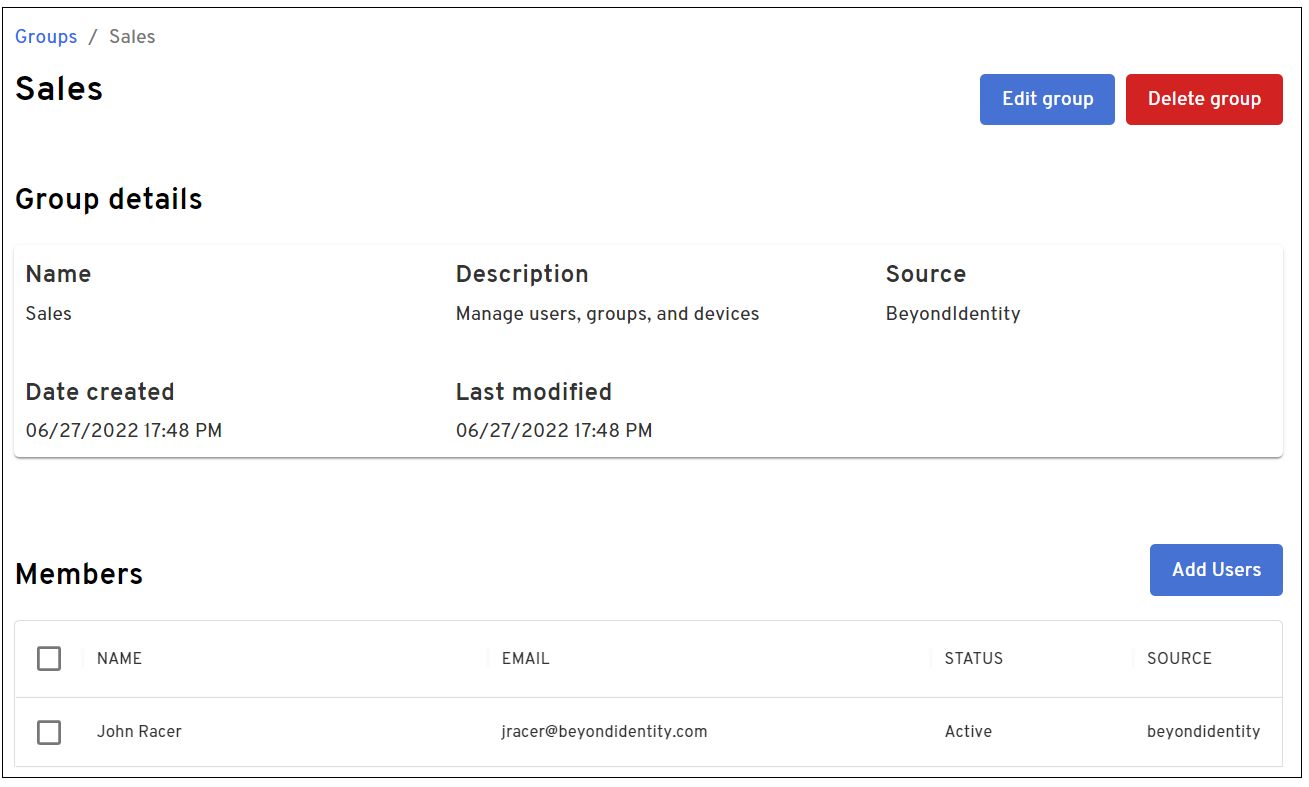 Groups / Sales
Sales
Edit group
Delete group
Group details
Name
Description
Source
Sales
Manage users, groups, and devices
BeyondIdentity
Date created
Last modified
06/27/2022 17:48 PM
06/27/2022 17:48 PM
Members
Add Users
NAME
EMAIL
STATUS
SOURCE
John Racer
jracer@beyondidentity.com
Active
beyondidentity